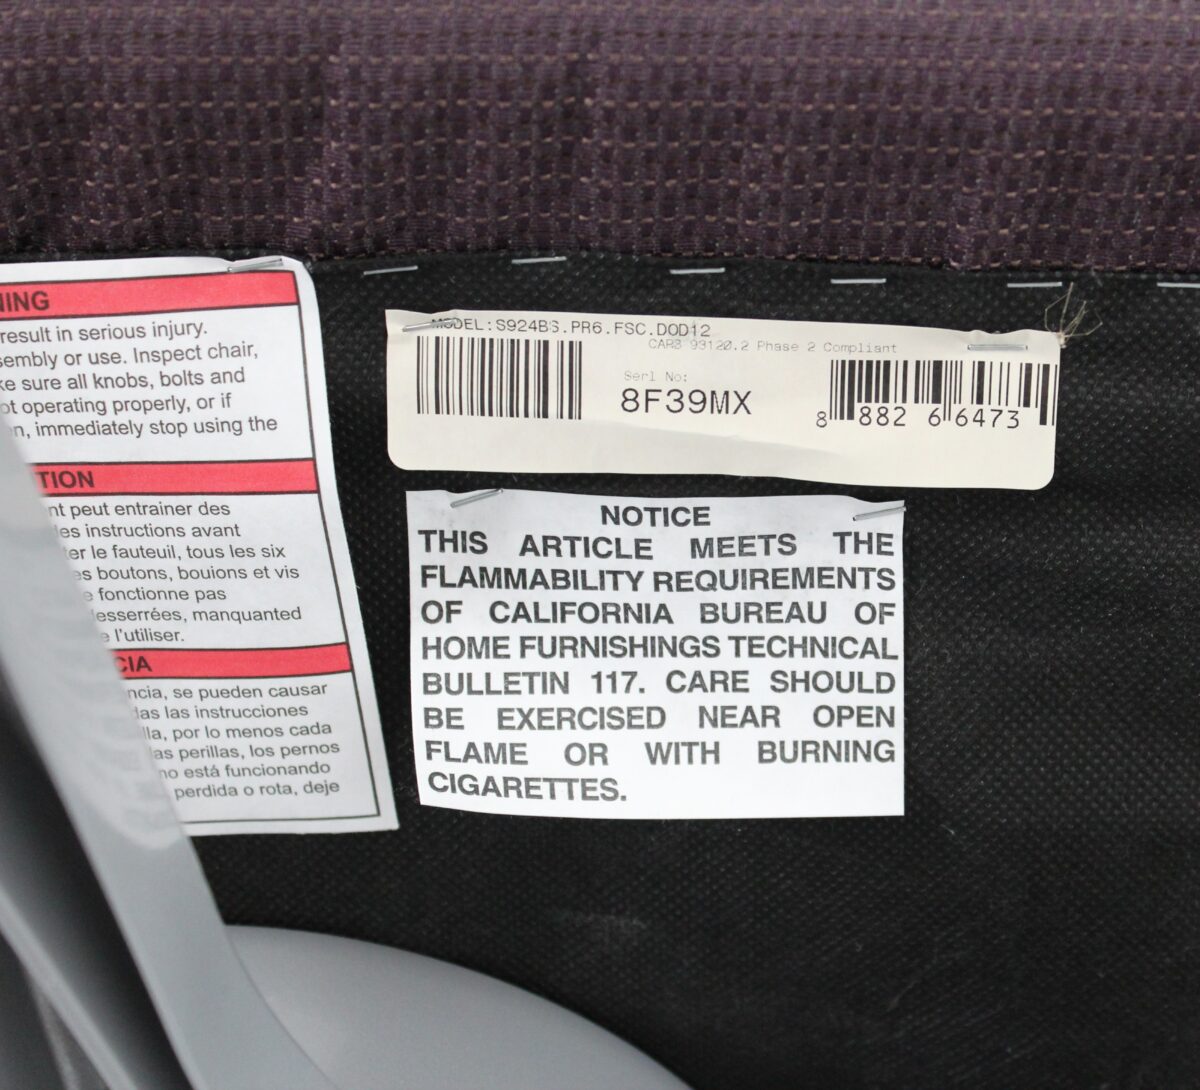 NING
result in serious injury.
sembly or use. Inspect chair,
ke sure all knobs, bolts and
ot operating properly, or if
n, immediately stop using the
TION
nt peut entrainer des
es instructions avant
ter le fauteuil, tous les six
es boutons, bouions et vis
e fonctionne pas
desserrées, manquanted
e l'utiliser.
CIA
ncia, se pueden causar
das las instrucciones
lla, por lo menos cada
las perillas, los pernos
no está funcionando
perdida o rota, deje
MODEL:S924BS.PR6.FSC.DOD12
CARB 93120.2 Phase 2 Compliant
Serl No:
8F39MX
8 882 6 6473
NOTICE
THIS ARTICLE MEETS THE
FLAMMABILITY REQUIREMENTS
OF CALIFORNIA BUREAU OF
HOME FURNISHINGS TECHNICAL
BULLETIN 117. CARE SHOULD
BE EXERCISED NEAR OPEN
FLAME OR WITH BURNING
CIGARETTES.